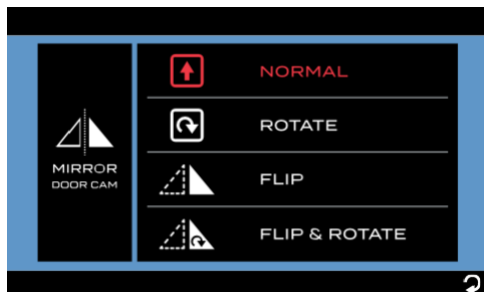 MIRROR
DOOR CAM
NORMAL
ROTATE
FLIP
FLIP & ROTATE